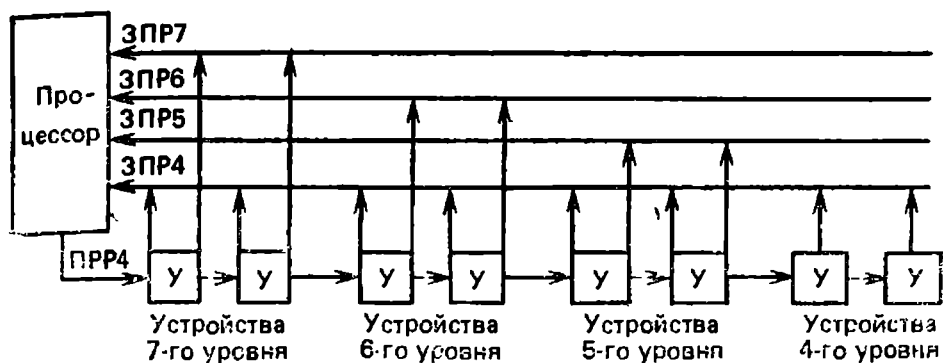 ЗПР7
ЗПР6
Про-
ЗПР5
цессор
ЗПР4
ПРР4
У У У У У У У У
Устройства Устройства Устройства Устройства
7-го уровня 6-го уровня 5-го уровня 4-го уровня